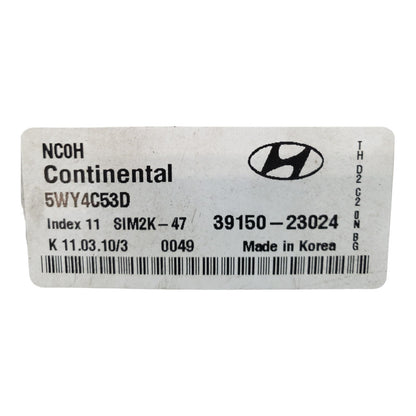 NC0H
Continental
5WY4C53D
Index 11 SIM2K-47 39150-23024
K 11.03.10/3 0049 Made in Korea
TH D2 C2 0N BG